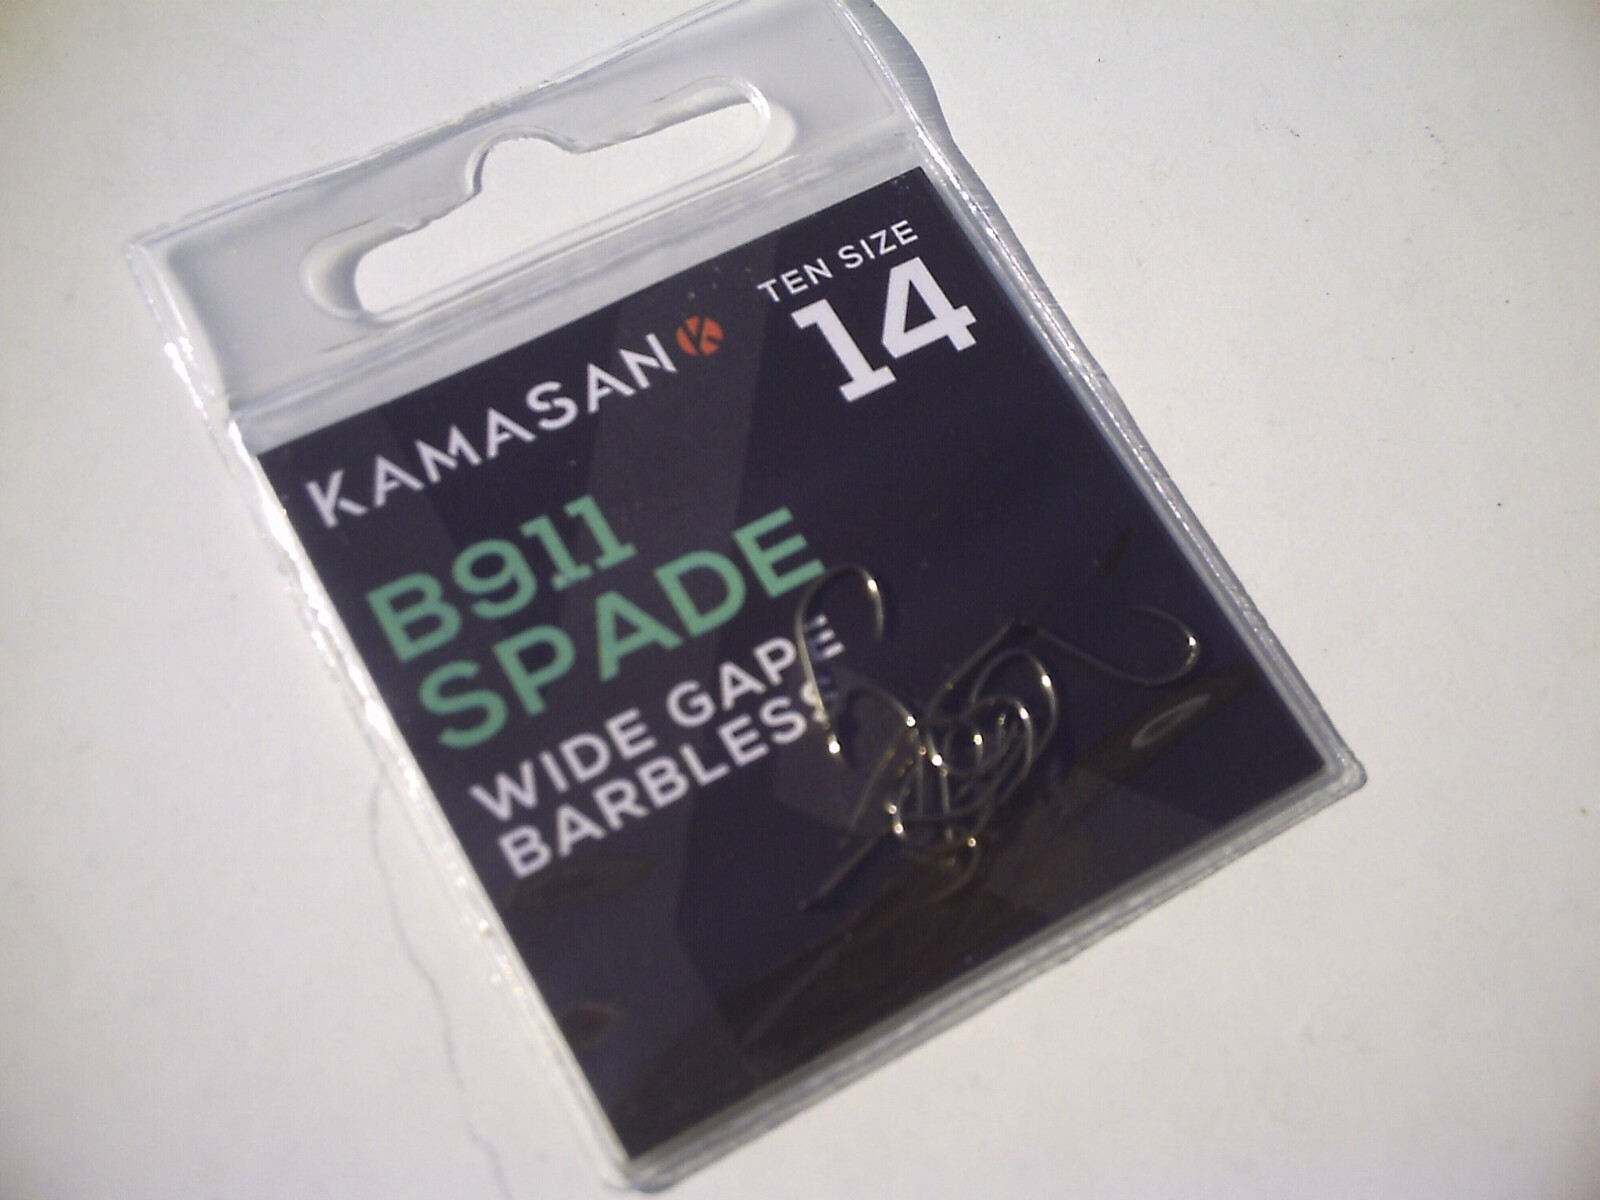 KAMASAN K
TEN SIZE
14
B911
SPADE
WIDE GAPE
BARBLESS